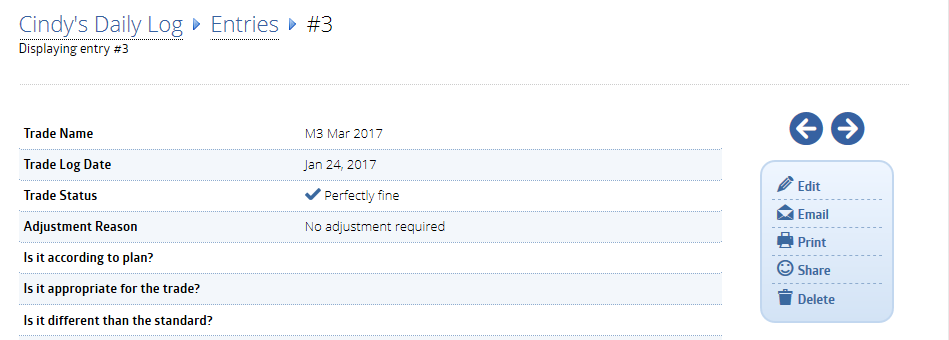 Cindy's Daily Log Entries #3
Displaying entry #3
Trade Name M3 Mar 2017
Trade Log Date Jan 24, 2017
Trade Status Perfectly fine
Adjustment Reason No adjustment required
Is it according to plan?
Is it appropriate for the trade?
Is it different than the standard?
Edit
Email
Print
Share
Delete